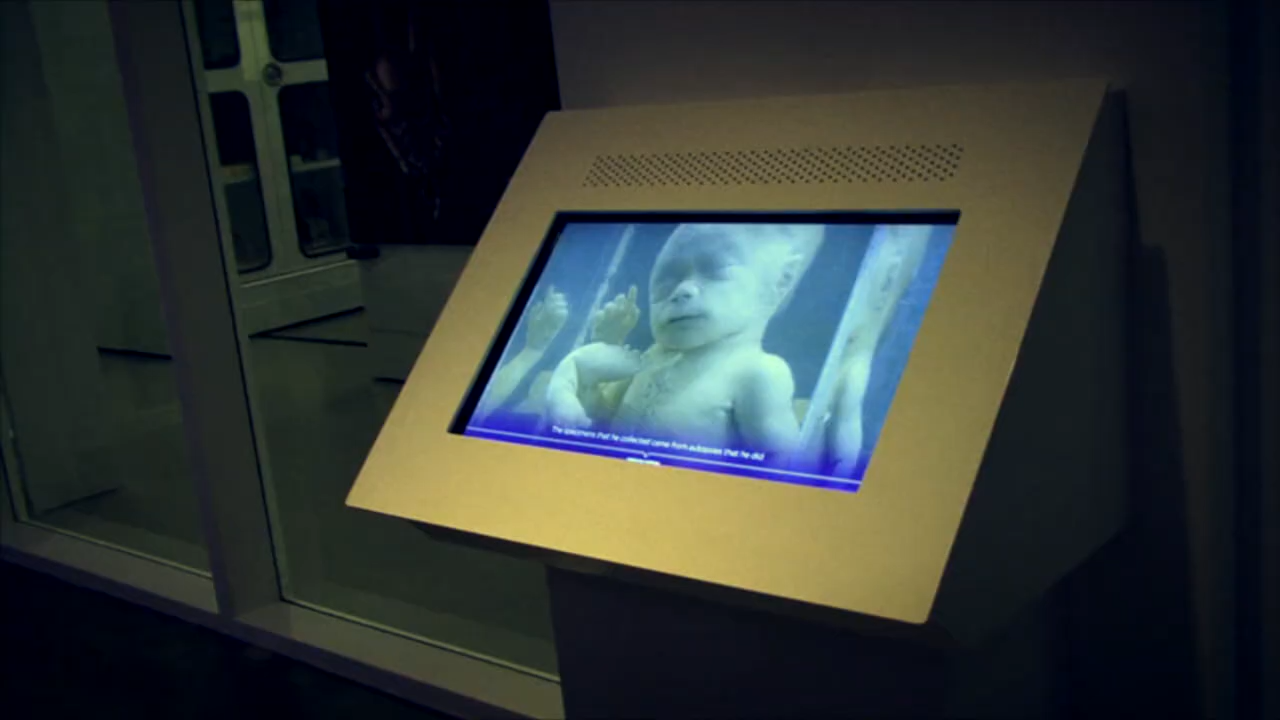 The specimens that he collected came from autopsies that he did